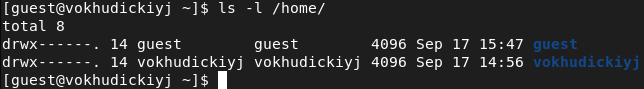 [guest@vokhudickiyj ~]$ ls -l /home/
total 8
drwx------. 14 guest       guest       4096 Sep 17 15:47 guest
drwx------. 14 vokhudickiyj vokhudickiyj 4096 Sep 17 14:56 vokhudickiyj
[guest@vokhudickiyj ~]$